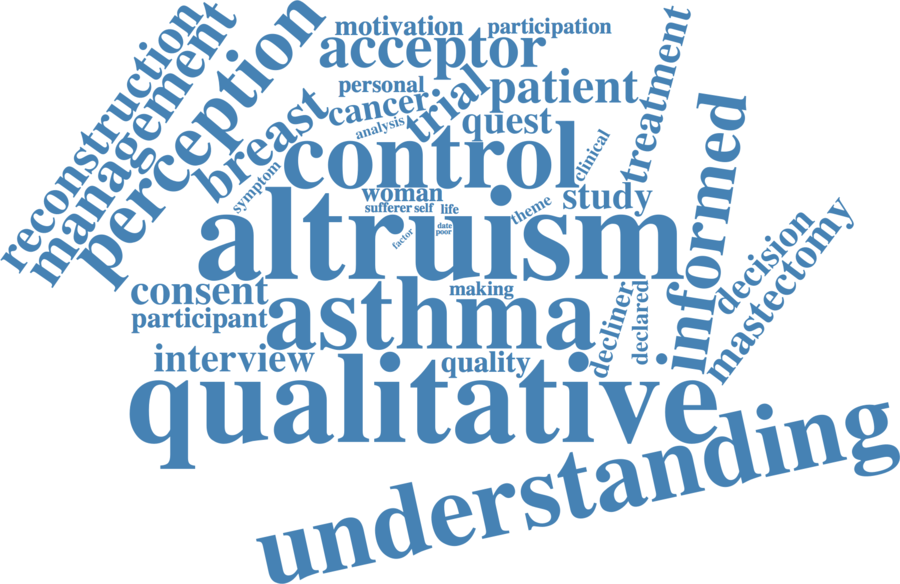 motivation
participation
acceptor
reconstruction
management
perception
personal
cancer
trial
patient
treatment
breast
analysis
quest
control
clinical
informed
symptom
woman
study
sufferer
self
life
theme
date
poor
factor
altruism
decision
mastectomy
consent
making
participant
asthma
decliner
declared
interview
quality
qualitative
understanding